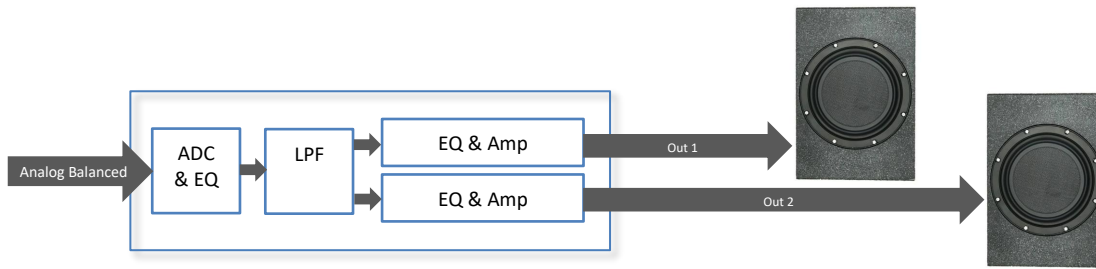 Analog Balanced
ADC
& EQ
LPF
EQ & Amp
EQ & Amp
Out 1
Out 2